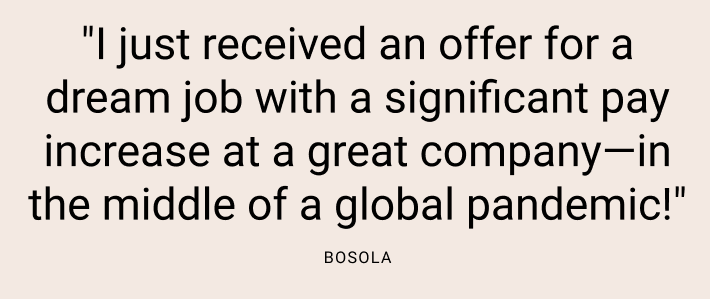 "I just received an offer for a
dream job with a significant pay
increase at a great company—in
the middle of a global pandemic!"
BOSOLA